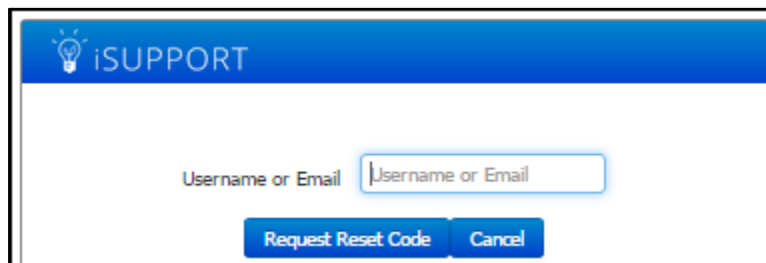 iSUPPORT
Username or Email Username or Email
Request Reset Code Cancel